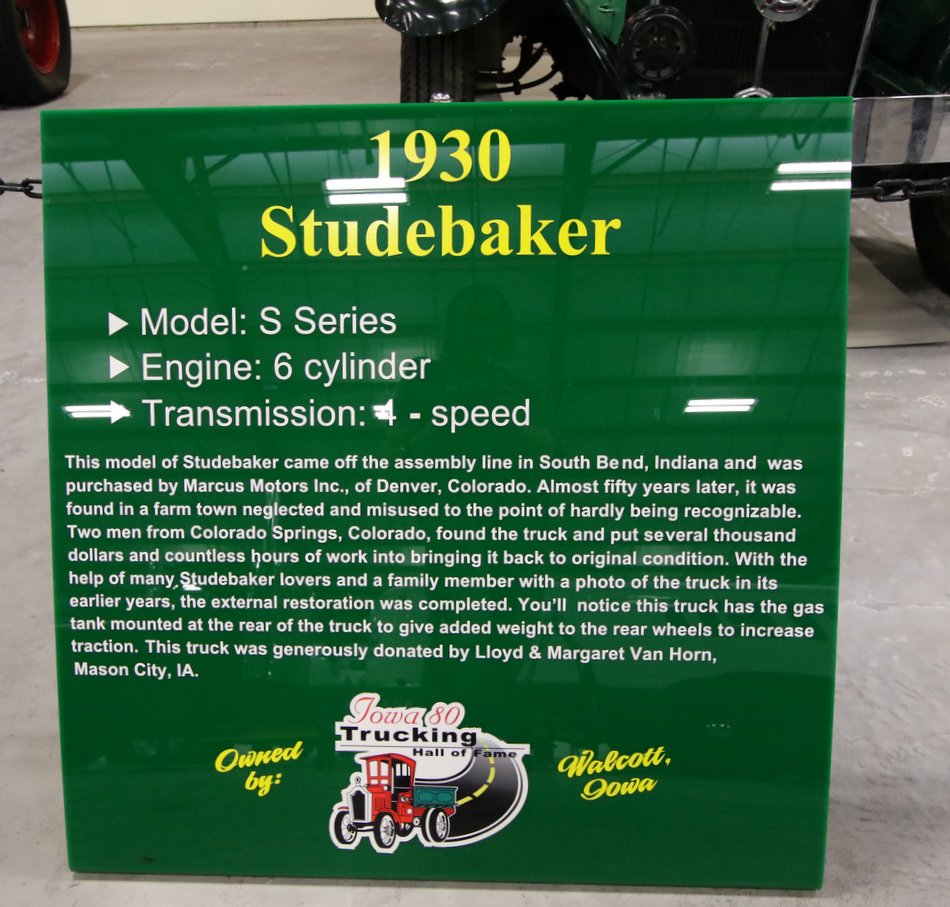 1930
Studebaker
Model: S Series
Engine: 6 cylinder
Transmission: 4 - speed
This model of Studebaker came off the assembly line in South Bend, Indiana and was
purchased by Marcus Motors Inc., of Denver, Colorado. Almost fifty years later, it was
found in a farm town neglected and misused to the point of hardly being recognizable.
Two men from Colorado Springs, Colorado, found the truck and put several thousand
dollars and countless hours of work into bringing it back to original condition. With the
help of many Studebaker lovers and a family member with a photo of the truck in its
earlier years, the external restoration was completed. You'll notice this truck has the gas
tank mounted at the rear of the truck to give added weight to the rear wheels to increase
traction. This truck was generously donated by Lloyd & Margaret Van Horn,
Mason City, IA.
Owned
by:
Iowa 80
Trucking
Hall of Fame
Walcott,
Iowa